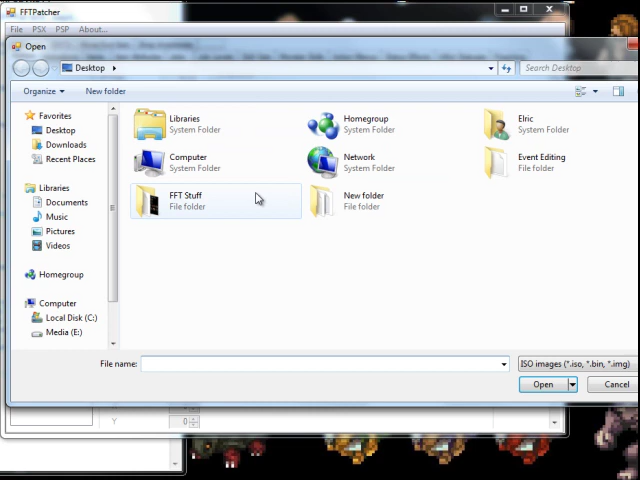 FFTPatcher
File PSX PSP About...
Open
Desktop
Search Desktop
Organize
New folder
Favorites
Desktop
Downloads
Recent Places
Libraries
Documents
Music
Pictures
Videos
Homegroup
Computer
Local Disk (C:)
Media (E:)
Libraries
System Folder
Homegroup
System Folder
Elric
System Folder
Computer
System Folder
Network
System Folder
Event Editing
File folder
FFT Stuff
File folder
New folder
File folder
File name:
ISO images (*.iso, *.bin, *.img)
Open
Cancel
Y
0